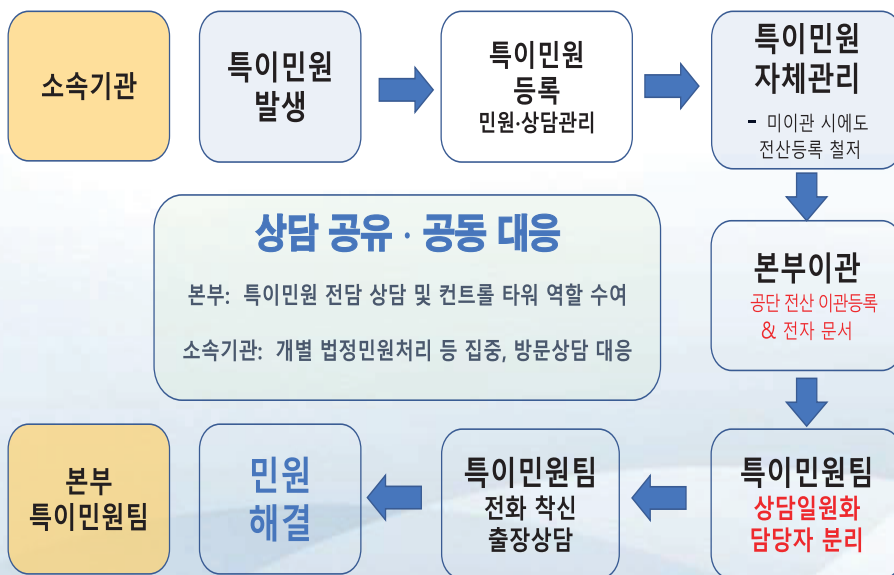 소속기관
특이민원
발생
특이민원
등록
민원·상담관리
특이민원
자체관리
- 미이관 시에도
전산등록 철저
상담 공유 · 공동 대응
본부: 특이민원 전담 상담 및 컨트롤 타워 역할 수여
소속기관: 개별 법정민원처리 등 집중, 방문상담 대응
본부이관
공단 전산 이관등록
& 전자 문서
특이민원팀
상담일원화
담당자 분리
특이민원팀
전화 착신
출장상담
민원
해결
본부
특이민원팀